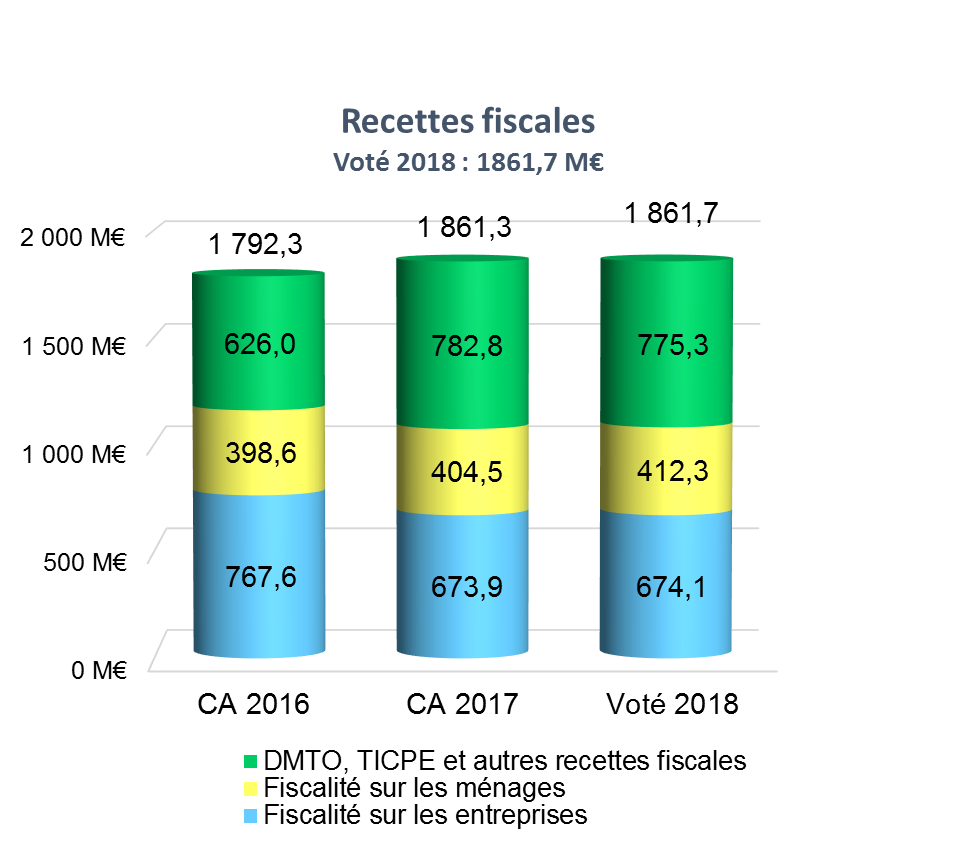 Recettes fiscales
Voté 2018 : 1861,7 M€
2 000 M€
1 500 M€
1 000 M€
500 M€
0 M€
1 792,3
1 861,3
1 861,7
626,0
782,8
775,3
398,6
404,5
412,3
767,6
673,9
674,1
CA 2016
CA 2017
Voté 2018
DMTO, TICPE et autres recettes fiscales
Fiscalité sur les ménages
Fiscalité sur les entreprises